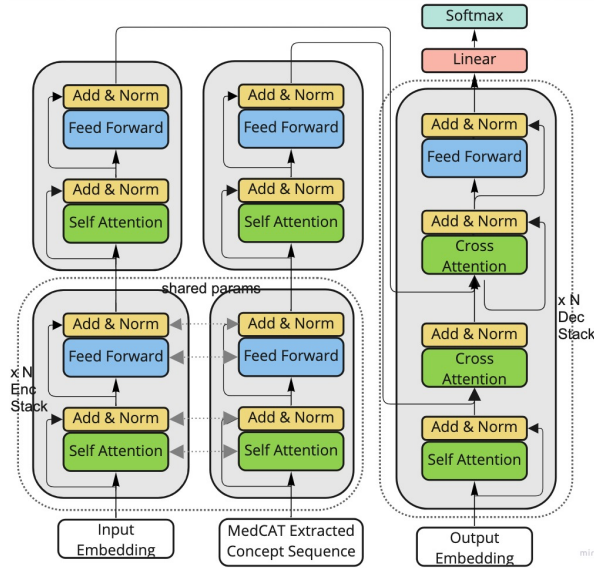 Softmax
Linear
Add & Norm
Feed Forward
Add & Norm
Self Attention
Add & Norm
Feed Forward
Add & Norm
Self Attention
Add & Norm
Feed Forward
Add & Norm
Cross
Attention
Add & Norm
Cross
Attention
Add & Norm
Self Attention
x N
Dec
Stack
shared params
Add & Norm
Feed Forward
Add & Norm
Self Attention
Add & Norm
Feed Forward
Add & Norm
Self Attention
x N
Enc
Stack
Input
Embedding
MedCAT Extracted
Concept Sequence
Output
Embedding